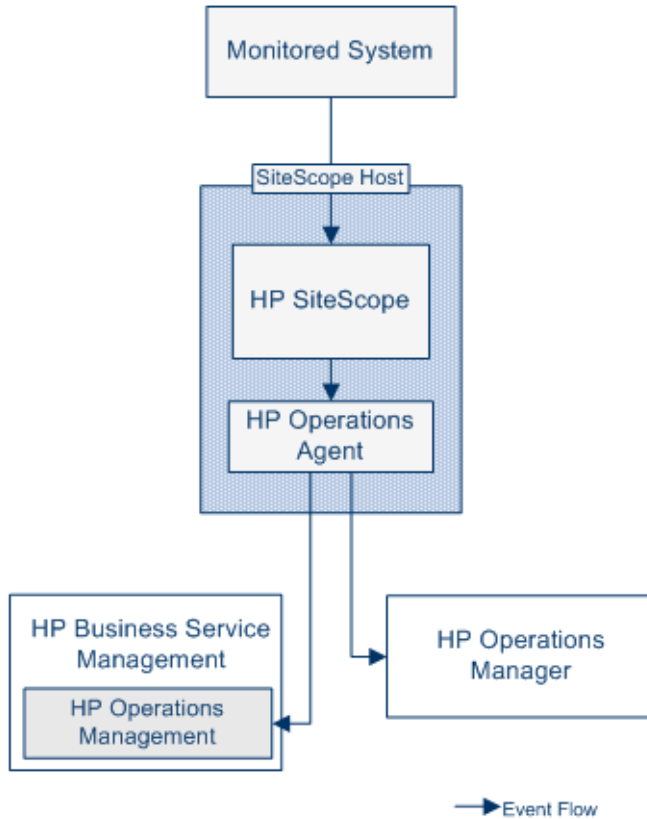 Monitored System
SiteScope Host
HP SiteScope
HP Operations
Agent
HP Business Service
Management
HP Operations
Management
HP Operations
Manager
Event Flow